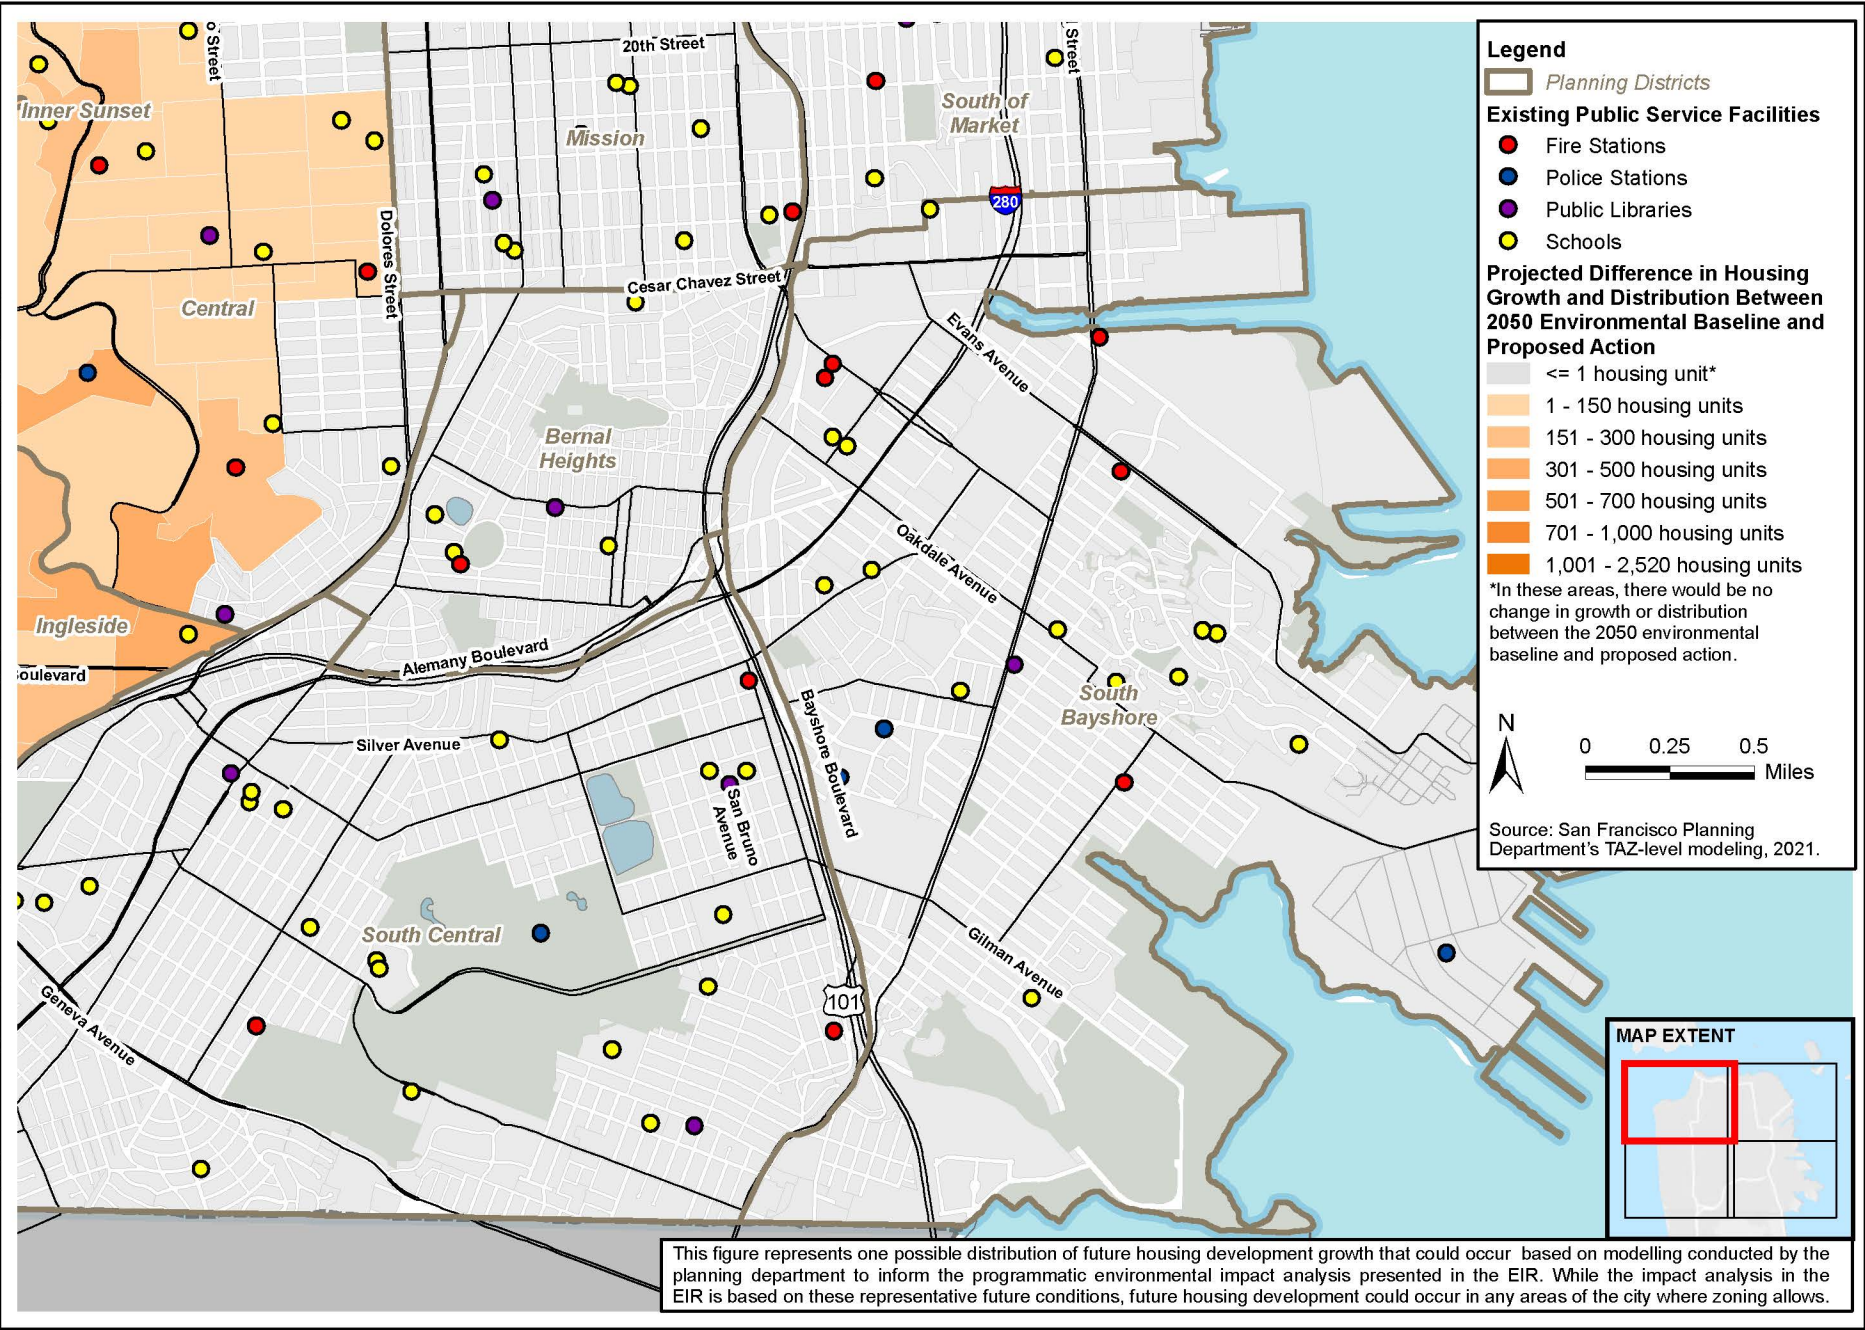 20th Street
o Street
Street
Inner Sunset
Mission
South of
Market
280
Dolores Street
Central
Cesar Chavez Street
Evans Avenue
Bernal
Heights
Oakdale Avenue
Ingleside
oulevard
Alemany Boulevard
South
Bayshore
Bayshore Boulevard
Silver Avenue
San Bruno
Avenue
South Central
Gilman Avenue
Geneva Avenue
101
Legend
Planning Districts
Existing Public Service Facilities
Fire Stations
Police Stations
Public Libraries
Schools
Projected Difference in Housing
Growth and Distribution Between
2050 Environmental Baseline and
Proposed Action
<= 1 housing unit*
1 - 150 housing units
151 - 300 housing units
301 - 500 housing units
501 - 700 housing units
701 - 1,000 housing units
1,001 - 2,520 housing units
*In these areas, there would be no
change in growth or distribution
between the 2050 environmental
baseline and proposed action.
N
0 0.25 0.5
Miles
Source: San Francisco Planning
Department's TAZ-level modeling, 2021.
MAP EXTENT
This figure represents one possible distribution of future housing development growth that could occur based on modelling conducted by the
planning department to inform the programmatic environmental impact analysis presented in the EIR. While the impact analysis in the
EIR is based on these representative future conditions, future housing development could occur in any areas of the city where zoning allows.